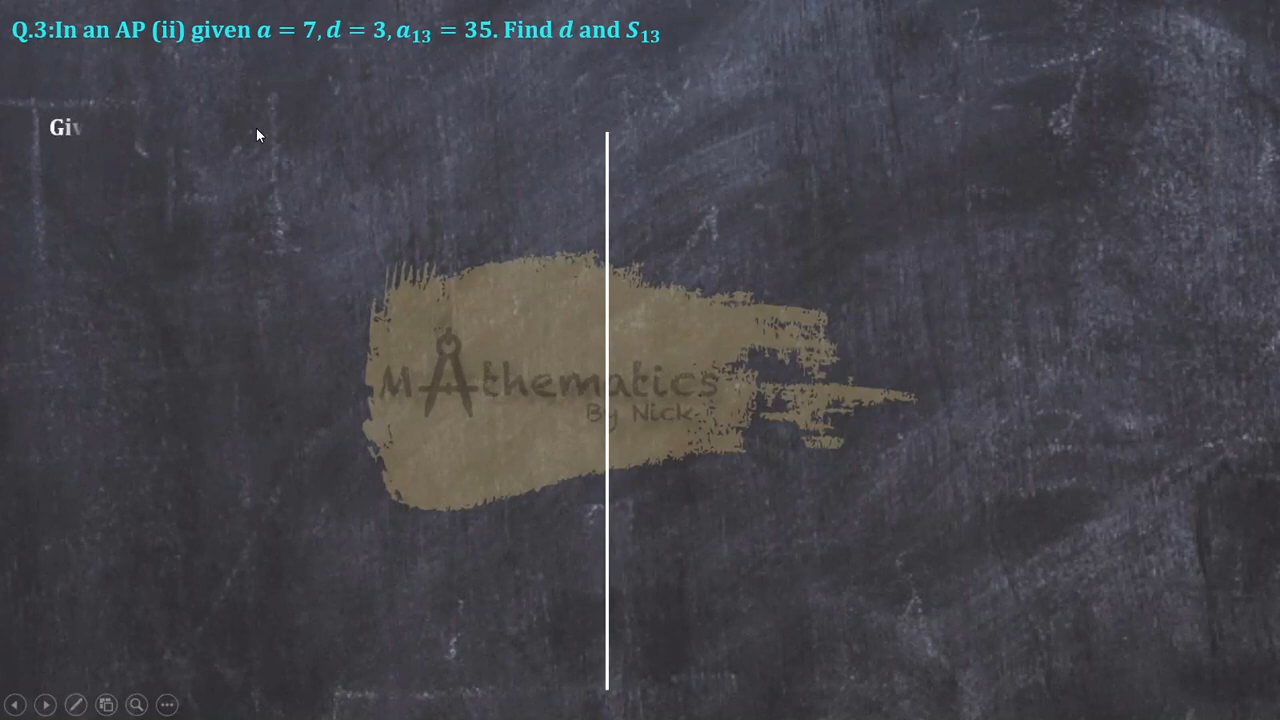 Q.3:In an AP (ii) given a = 7, d = 3, a₁₃ = 35. Find d and S₁₃
Giv
MAthematics
By Nick